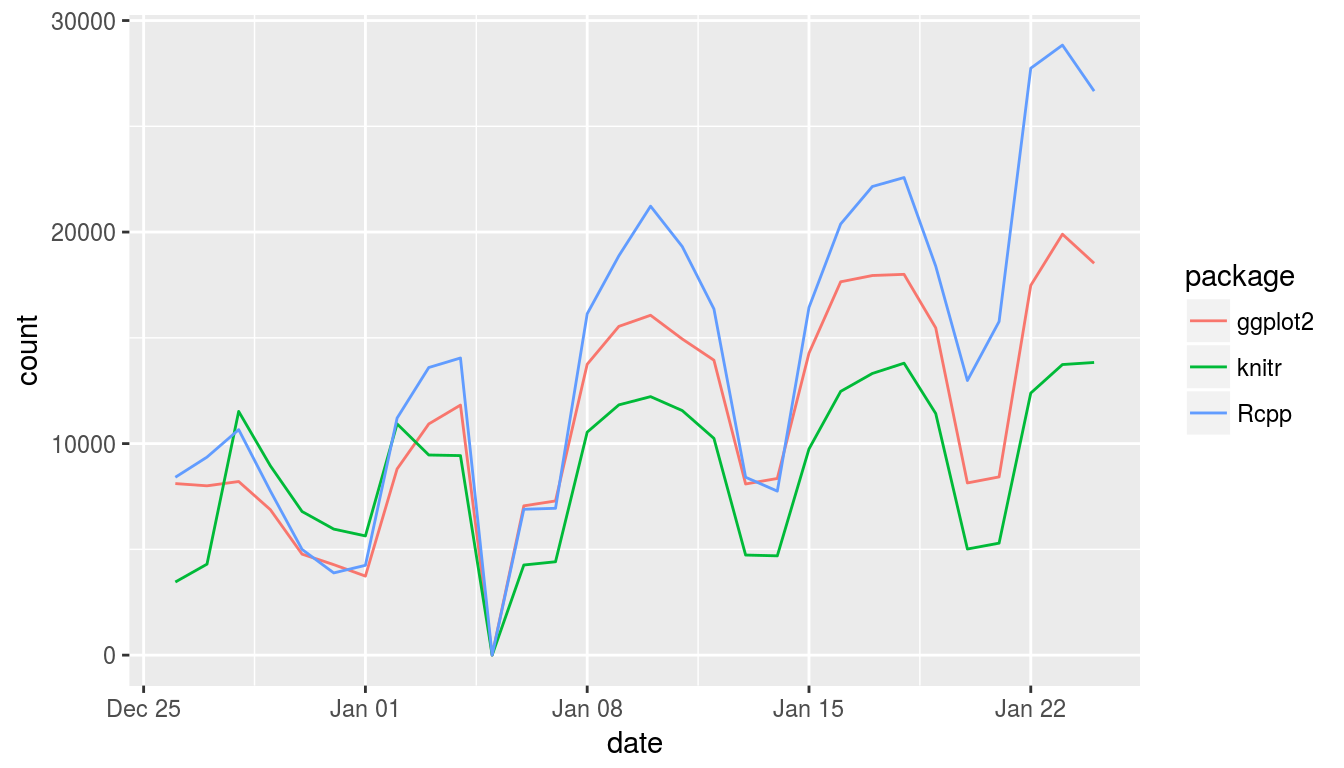 30000
20000
10000
0
count
Dec 25
Jan 01
Jan 08
Jan 15
Jan 22
date
package
ggplot2
knitr
Rcpp